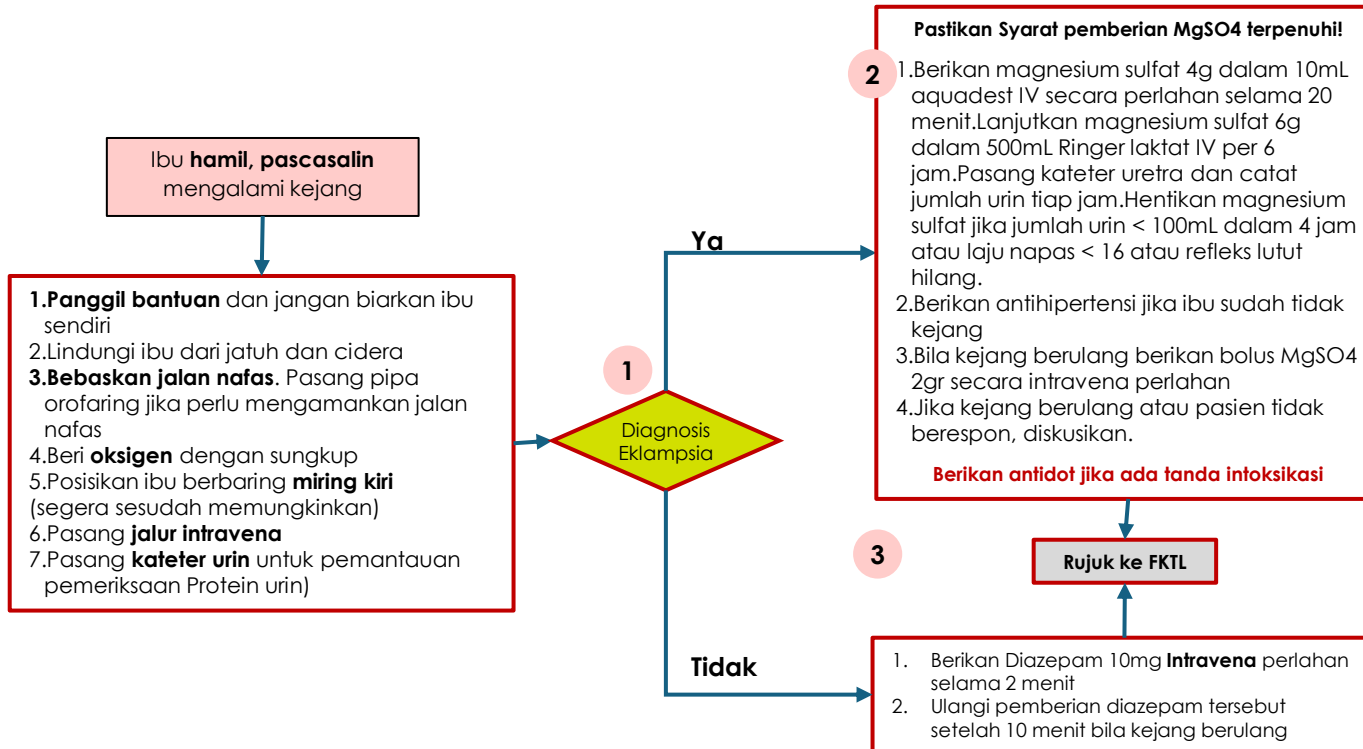 Ibu hamil, pascasalin
mengalami kejang
1.Panggil bantuan dan jangan biarkan ibu
sendiri
2.Lindungi ibu dari jatuh dan cidera
3.Bebaskan jalan nafas. Pasang pipa
orofaring jika perlu mengamankan jalan
nafas
4.Beri oksigen dengan sungkup
5.Posisikan ibu berbaring miring kiri
(segera sesudah memungkinkan)
6.Pasang jalur intravena
7.Pasang kateter urin untuk pemantauan
pemeriksaan Protein urin)
1
Diagnosis
Eklampsia
Ya
2
Pastikan Syarat pemberian MgSO4 terpenuhi!
1.Berikan magnesium sulfat 4g dalam 10mL
aquadest IV secara perlahan selama 20
menit.Lanjutkan magnesium sulfat 6g
dalam 500mL Ringer laktat IV per 6
jam.Pasang kateter uretra dan catat
jumlah urin tiap jam.Hentikan magnesium
sulfat jika jumlah urin < 100mL dalam 4 jam
atau laju napas < 16 atau refleks lutut
hilang.
2.Berikan antihipertensi jika ibu sudah tidak
kejang
3.Bila kejang berulang berikan bolus MgSO4
2gr secara intravena perlahan
4.Jika kejang berulang atau pasien tidak
berespon, diskusikan.
Berikan antidot jika ada tanda intoksikasi
3
Rujuk ke FKTL
Tidak
1. Berikan Diazepam 10mg Intravena perlahan
selama 2 menit
2. Ulangi pemberian diazepam tersebut
setelah 10 menit bila kejang berulang